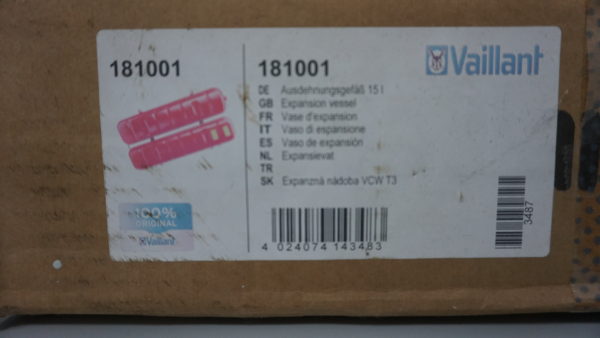 181001
100%
ORIGINAL
Vaillant
181001
Vaillant
DE Ausdehnungsgefäß 15 l
GB Expansion vessel
FR Vase d'expansion
IT Vaso di espansione
ES Vaso de expansión
NL Expansievat
TR
SK Expanzná nádoba VCW T3
4 024074 143483
3487